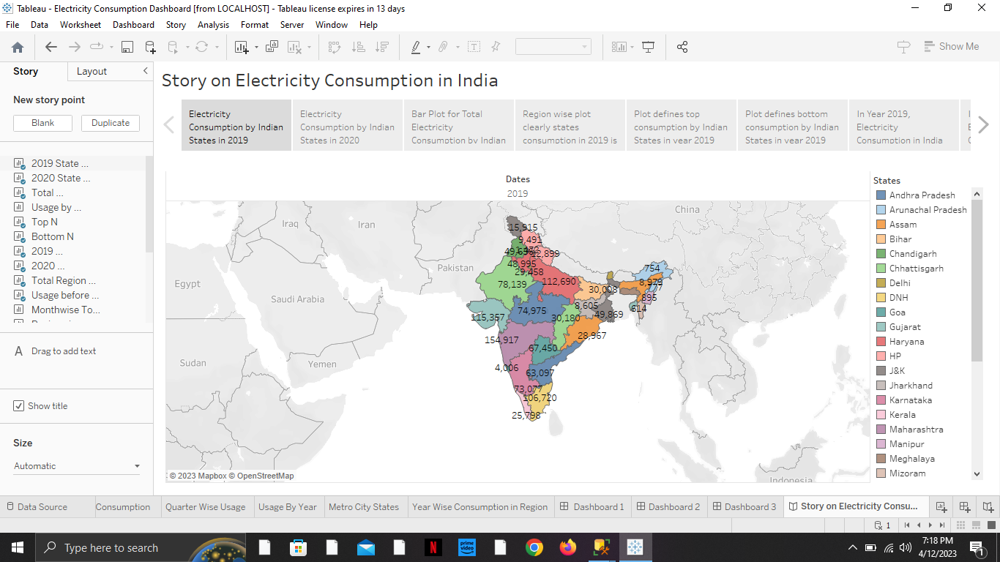 Tableau - Electricity Consumption Dashboard [from LOCALHOST] - Tableau license expires in 13 days
File Data Worksheet Dashboard Story Analysis Format Server Window Help
Show Me
Story Layout
New story point
Blank Duplicate
2019 State ...
2020 State ...
Total ...
Usage by ...
Top N
Bottom N
2019 ...
2020 ...
Total Region ...
Usage before ...
Monthwise To...
A Drag to add text
Show title
Size
Automatic
Story on Electricity Consumption in India
Electricity
Consumption by Indian
States in 2019
Electricity
Consumption by Indian
States in 2020
Bar Plot for Total
Electricity
Consumption by Indian
Region wise plot
clearly states
consumption in 2019 is
Plot defines top
consumption by Indian
States in year 2019
Plot defines bottom
consumption by Indian
States in year 2019
In Year 2019,
Electricity
Consumption in India
Dates
2019
Iraq
Iran
China
Pakistan
Egypt
Saudi Arabia
Sudan
Yemen
Indonesia
15,915
9,491
12,899
48,995
29,458
78,139
112,690
754
8,979
30,008
895
8,605
614
74,975
115,357
30,180
49,869
154,917
28,967
67,450
4,006
63,097
73,077
106,720
25,798
© 2023 Mapbox © OpenStreetMap
States
Andhra Pradesh
Arunachal Pradesh
Assam
Bihar
Chandigarh
Chhattisgarh
Delhi
DNH
Goa
Gujarat
Haryana
HP
J&K
Jharkhand
Karnataka
Kerala
Maharashtra
Manipur
Meghalaya
Mizoram
Data Source Consumption Quarter Wise Usage Usage By Year Metro City States Year Wise Consumption in Region Dashboard 1 Dashboard 2 Dashboard 3 Story on Electricity Consu...
1
Type here to search
N
prime video
7:18 PM
4/12/2023
1